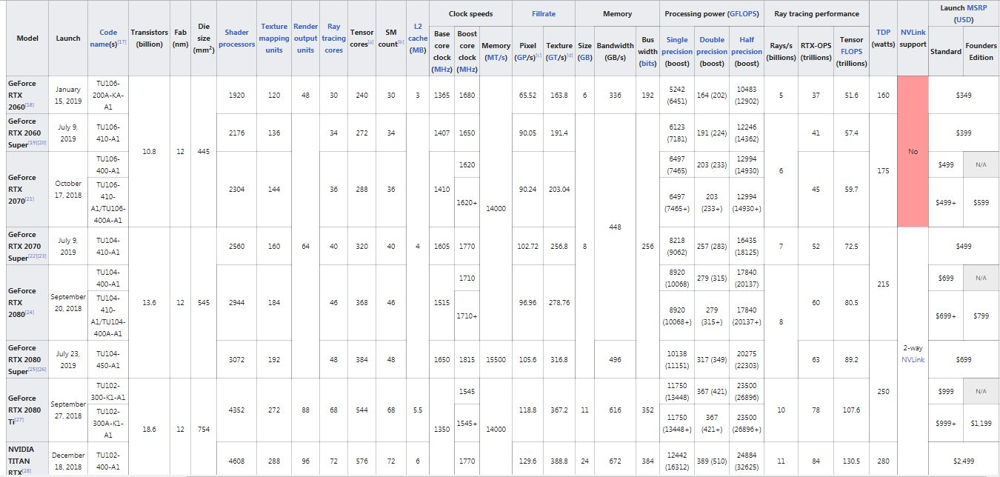 Model Launch Code name(s)[17] Transistors (billion) Fab (nm) Die size (mm2) Shader processors Texture mapping units Render output units Ray tracing cores Tensor cores[a] SM count[b] L2 cache (MB) Clock speeds Fillrate Memory Processing power (GFLOPS) Ray tracing performance TDP (watts) NVLink support Launch MSRP (USD)
Base core clock (MHz) Boost core clock (MHz) Memory (MT/s) Pixel (GP/s)[c] Texture (GT/s)[d] Size (GB) Bandwidth (GB/s) Bus width (bits) Single precision (boost) Double precision (boost) Half precision (boost) Rays/s (billions) RTX-OPS (trillions) Tensor FLOPS (trillions) Standard Founders Edition
GeForce RTX 2060[18] January 15, 2019 TU106-200A-KA-A1 10.8 12 445 1920 120 48 30 240 30 3 1365 1680 14000 65.52 163.8 6 336 192 5242 (6451) 164 (202) 10483 (12902) 5 37 51.6 160 No $349
GeForce RTX 2060 Super[19][20] July 9, 2019 TU106-410-A1 2176 136 64 34 272 34 4 1407 1650 90.05 191.4 8 448 256 6123 (7181) 191 (224) 12246 (14362) 6 41 57.4 175 $399
GeForce RTX 2070[21] October 17, 2018 TU106-400-A1 2304 144 36 288 36 1410 1620 90.24 203.04 6497 (7465) 203 (233) 12994 (14930) 45 59.7 $499 N/A
TU106-410-A1/TU106-400A-A1 1620+ 6497 (7465+) 203 (233+) 12994 (14930+) $499+ $599
GeForce RTX 2070 Super[22][23] July 9, 2019 TU104-410-A1 13.6 12 545 2560 160 40 320 40 1605 1770 102.72 256.8 8218 (9062) 257 (283) 16435 (18125) 7 52 72.5 215 2-way NVLink $499
GeForce RTX 2080[24] September 20, 2018 TU104-400-A1 2944 184 46 368 46 1515 1710 96.96 278.76 8920 (10068) 279 (315) 17840 (20137) 8 60 80.5 $699 N/A
TU104-410-A1/TU104-400A-A1 1710+ 8920 (10068+) 279 (315+) 17840 (20137+) $699+ $799
GeForce RTX 2080 Super[25][26] July 23, 2019 TU104-450-A1 3072 192 48 384 48 1650 1815 15500 105.6 316.8 496 10138 (11151) 317 (349) 20275 (22303) 63 89.2 250 $699
GeForce RTX 2080 Ti[27] September 27, 2018 TU102-300-K1-A1 18.6 12 754 4352 272 88 68 544 68 5.5 1350 1545 14000 118.8 367.2 11 616 352 11750 (13448) 367 (421) 23500 (26896) 10 78 107.6 $999 N/A
TU102-300A-K1-A1 1545+ 11750 (13448+) 367 (421+) 23500 (26896+) $999+ $1,199
NVIDIA TITAN RTX[28] December 18, 2018 TU102-400-A1 4608 288 96 72 576 72 6 1770 129.6 388.8 24 672 384 12442 (16312) 389 (510) 24884 (32625) 11 84 130.5 280 $2,499